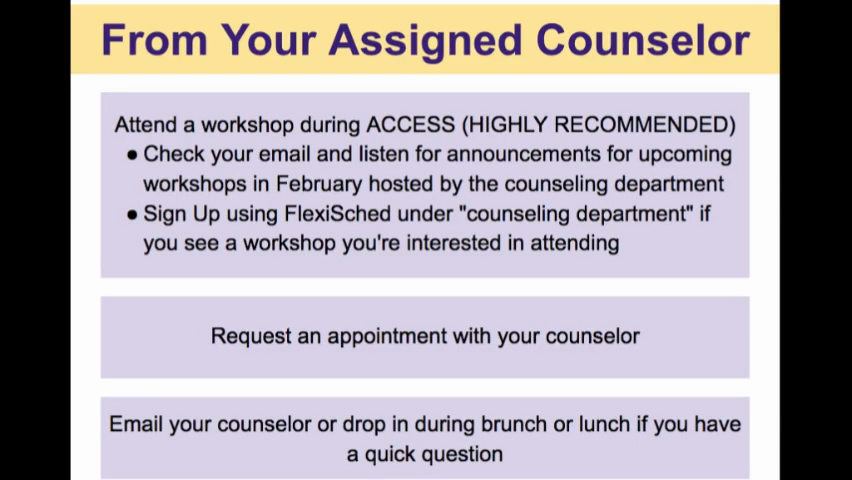 From Your Assigned Counselor
Attend a workshop during ACCESS (HIGHLY RECOMMENDED)
● Check your email and listen for announcements for upcoming
workshops in February hosted by the counseling department
● Sign Up using FlexiSched under "counseling department" if
you see a workshop you're interested in attending
Request an appointment with your counselor
Email your counselor or drop in during brunch or lunch if you have
a quick question